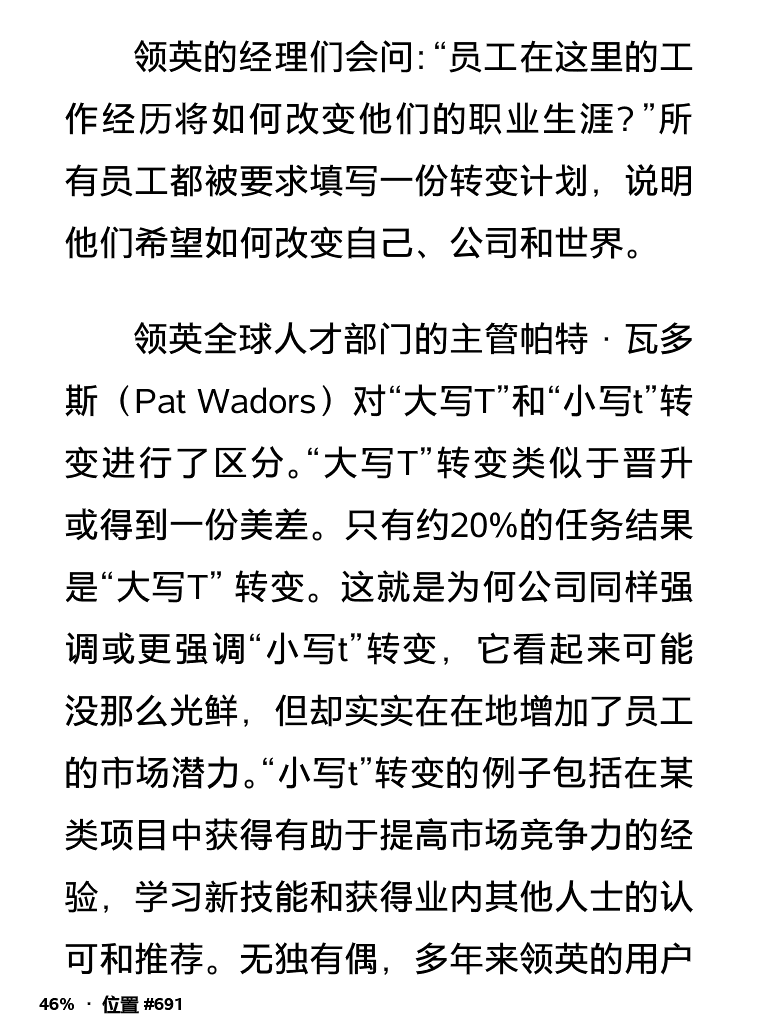 领英的经理们会问：“员工在这里的工
作经历将如何改变他们的职业生涯？”所
有员工都被要求填写一份转变计划，说明
他们希望如何改变自己、公司和世界。
领英全球人才部门的主管帕特·瓦多
斯（Pat Wadors）对“大写T”和“小写t”转
变进行了区分。“大写T”转变类似于晋升
或得到一份美差。只有约20%的任务结果
是“大写T” 转变。这就是为何公司同样强
调或更强调“小写t”转变，它看起来可能
没那么光鲜，但却实实在在地增加了员工
的市场潜力。“小写t”转变的例子包括在某
类项目中获得有助于提高市场竞争力的经
验，学习新技能和获得业内其他人士的认
可和推荐。无独有偶，多年来领英的用户
46% · 位置 #691